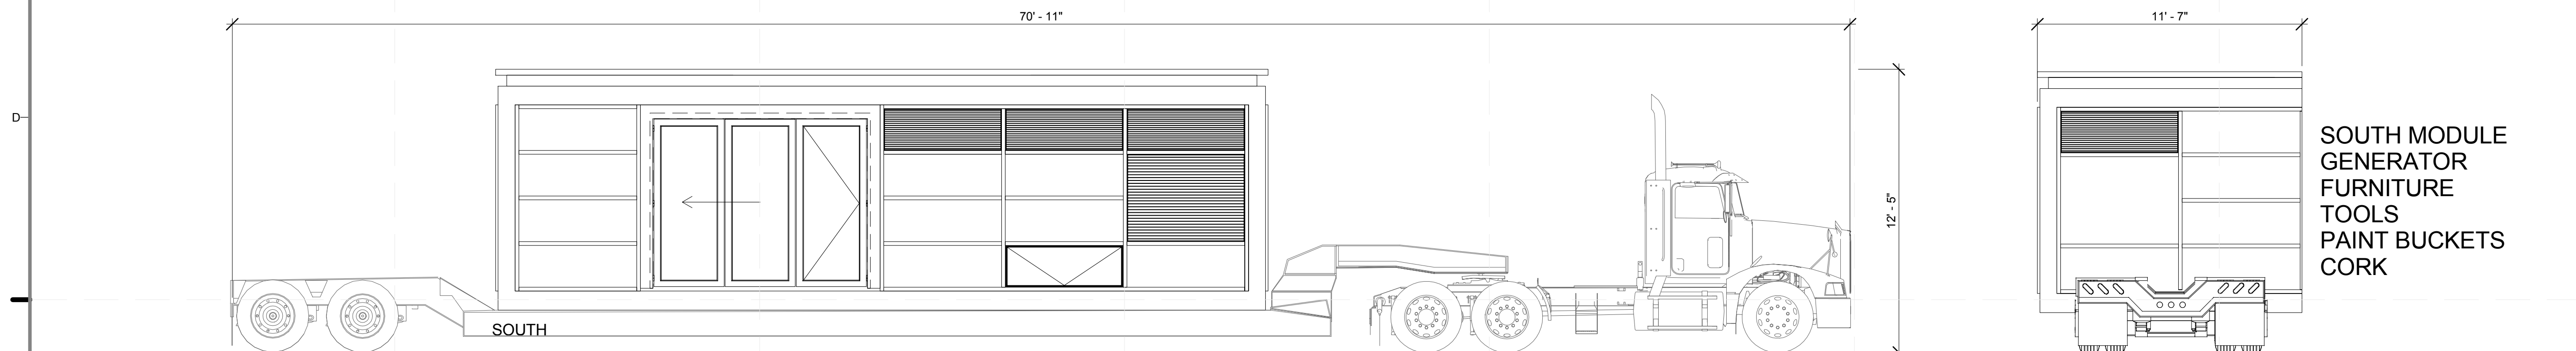 70' - 11"
11' - 7"
D
12' - 5"
SOUTH MODULE
GENERATOR
FURNITURE
TOOLS
PAINT BUCKETS
CORK
SOUTH